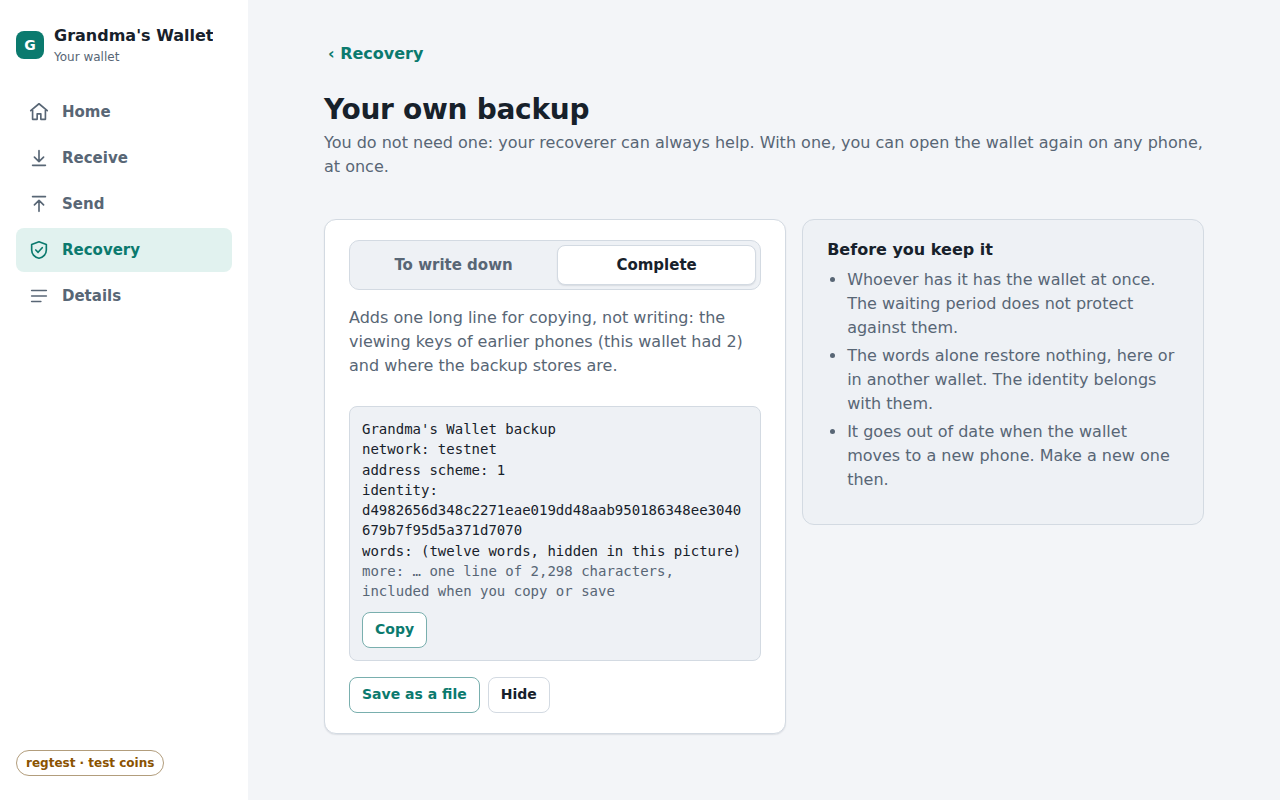 G
Grandma's Wallet
Your wallet
Home
Receive
Send
Recovery
Details
regtest · test coins
‹ Recovery
Your own backup
You do not need one: your recoverer can always help. With one, you can open the wallet again on any phone,
at once.
To write down
Complete
Adds one long line for copying, not writing: the
viewing keys of earlier phones (this wallet had 2)
and where the backup stores are.
Grandma's Wallet backup
network: testnet
address scheme: 1
identity:
d4982656d348c2271eae019dd48aab950186348ee3040
679b7f95d5a371d7070
words: (twelve words, hidden in this picture)
more: … one line of 2,298 characters,
included when you copy or save
Copy
Save as a file
Hide
Before you keep it
• Whoever has it has the wallet at once.
The waiting period does not protect
against them.
• The words alone restore nothing, here or
in another wallet. The identity belongs
with them.
• It goes out of date when the wallet
moves to a new phone. Make a new one
then.